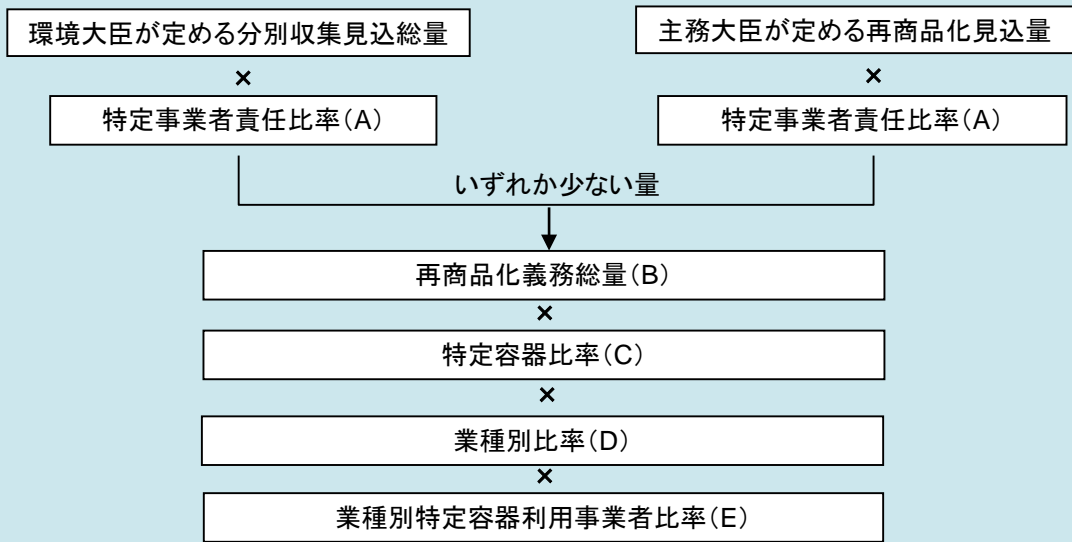 環境大臣が定める分別収集見込総量
主務大臣が定める再商品化見込量
×
×
特定事業者責任比率(A)
特定事業者責任比率(A)
いずれか少ない量
再商品化義務総量(B)
×
特定容器比率(C)
×
業種別比率(D)
×
業種別特定容器利用事業者比率(E)